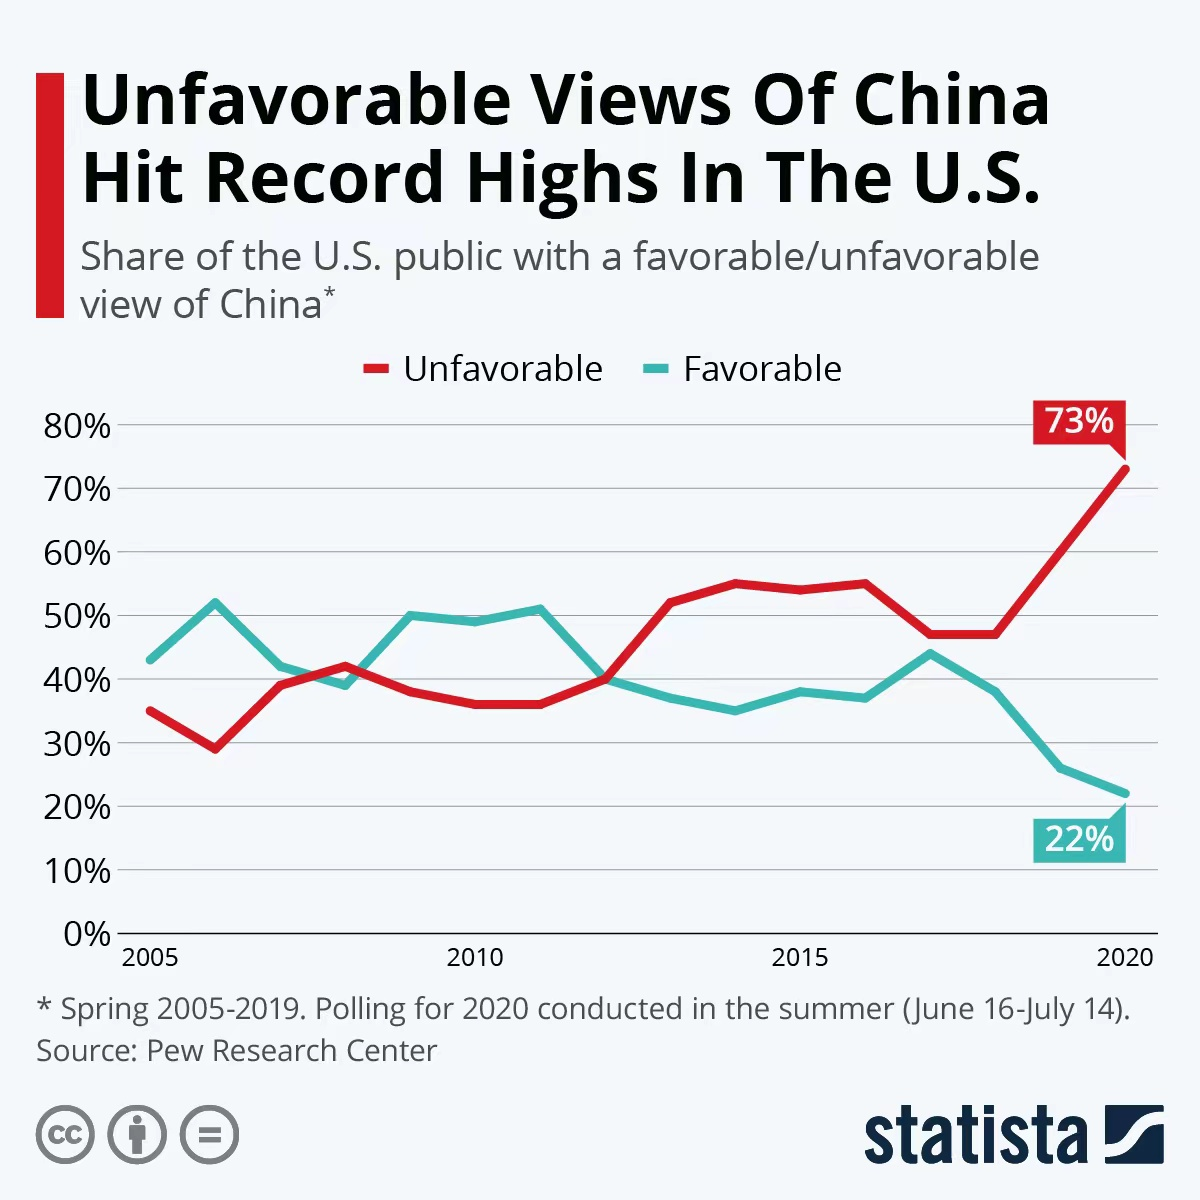 Unfavorable Views Of China
Hit Record Highs In The U.S.
Share of the U.S. public with a favorable/unfavorable
view of China*
Unfavorable Favorable
80%
73%
70%
60%
50%
40%
30%
20%
22%
10%
0%
2005 2010 2015 2020
* Spring 2005-2019. Polling for 2020 conducted in the summer (June 16-July 14).
Source: Pew Research Center
cc =
statista